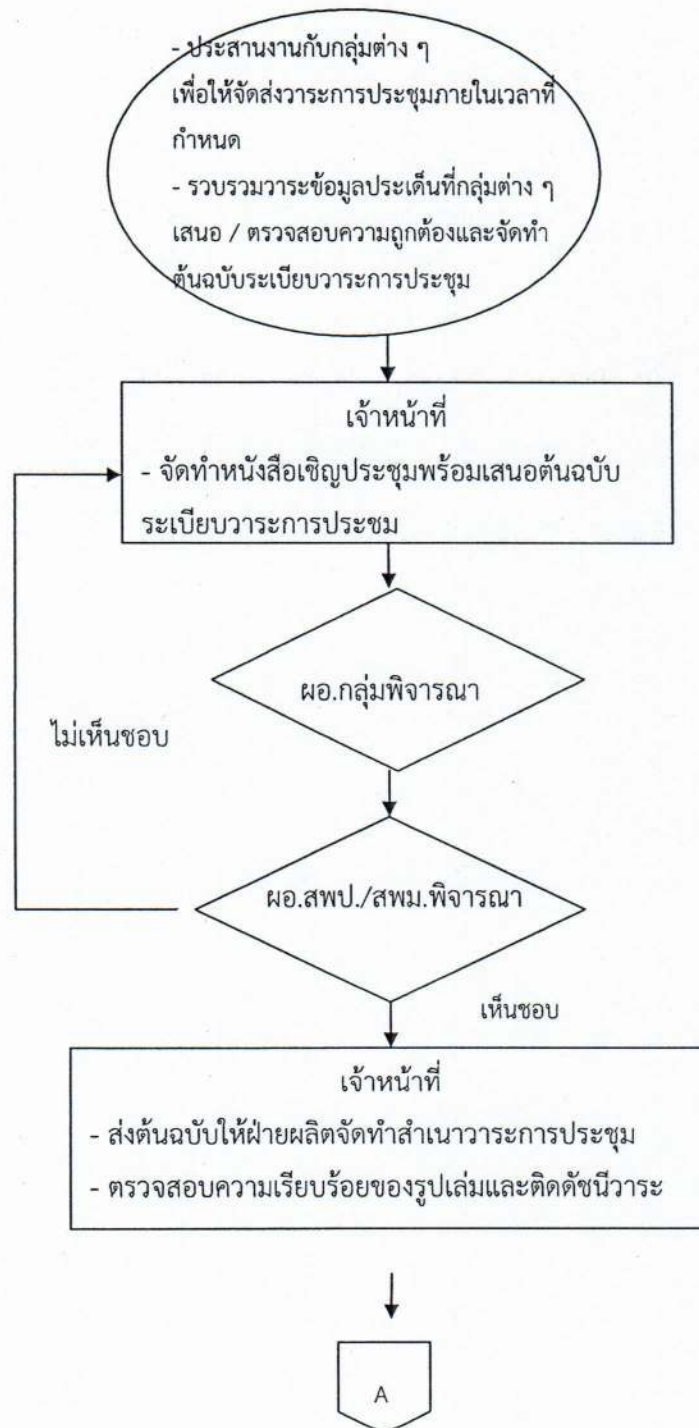 - ประสานงานกับกลุ่มต่าง ๆ
เพื่อให้จัดส่งวาระการประชุมภายในเวลาที่
กำหนด
- รวบรวมวาระข้อมูลประเด็นที่กลุ่มต่าง ๆ
เสนอ / ตรวจสอบความถูกต้องและจัดทำ
ต้นฉบับระเบียบวาระการประชุม
เจ้าหน้าที่
- จัดทำหนังสือเชิญประชุมพร้อมเสนอต้นฉบับ
ระเบียบวาระการประชม
ผอ.กลุ่มพิจารณา
ไม่เห็นชอบ
ผอ.สพป./สพม.พิจารณา
เห็นชอบ
เจ้าหน้าที่
- ส่งต้นฉบับให้ฝ่ายผลิตจัดทำสำเนาวาระการประชุม
- ตรวจสอบความเรียบร้อยของรูปเล่มและติดดัชนีวาระ
A